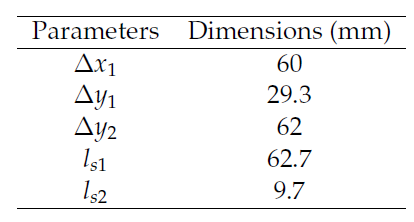 Parameters Dimensions (mm)
Δx₁ 60
Δy₁ 29.3
Δy₂ 62
lₛ₁ 62.7
lₛ₂ 9.7